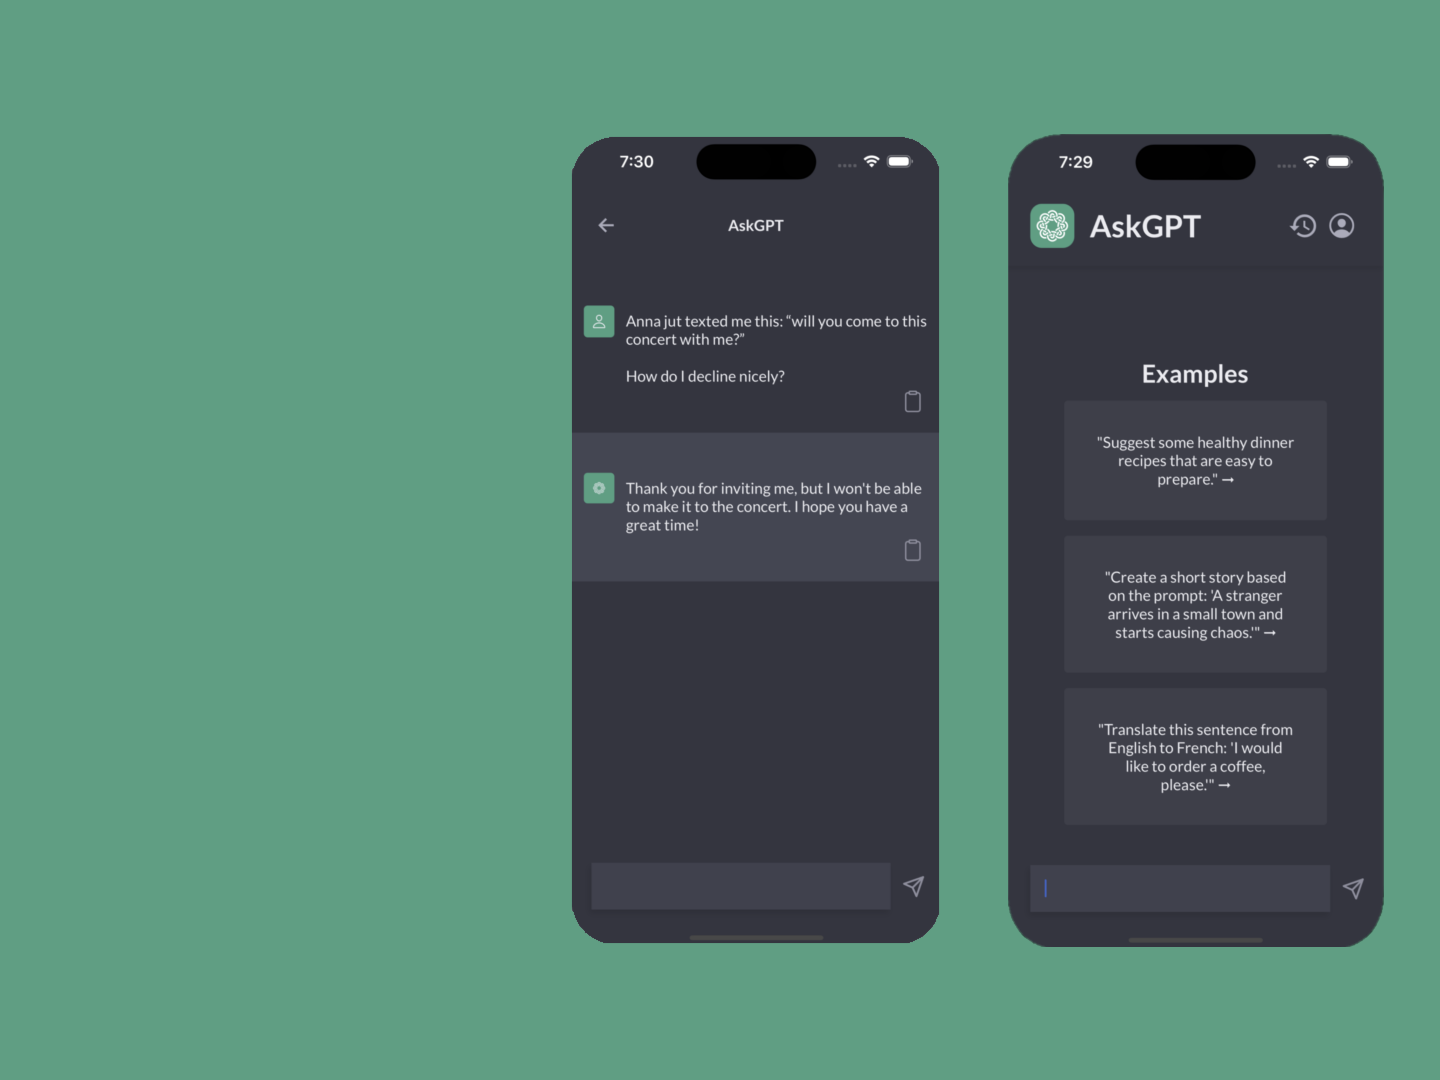 7:30
AskGPT
Anna jut texted me this: “will you come to this
concert with me?”
How do I decline nicely?
Thank you for inviting me, but I won't be able
to make it to the concert. I hope you have a
great time!
7:29
AskGPT
Examples
"Suggest some healthy dinner
recipes that are easy to
prepare." →
"Create a short story based
on the prompt: 'A stranger
arrives in a small town and
starts causing chaos.'" →
"Translate this sentence from
English to French: 'I would
like to order a coffee,
please.'" →